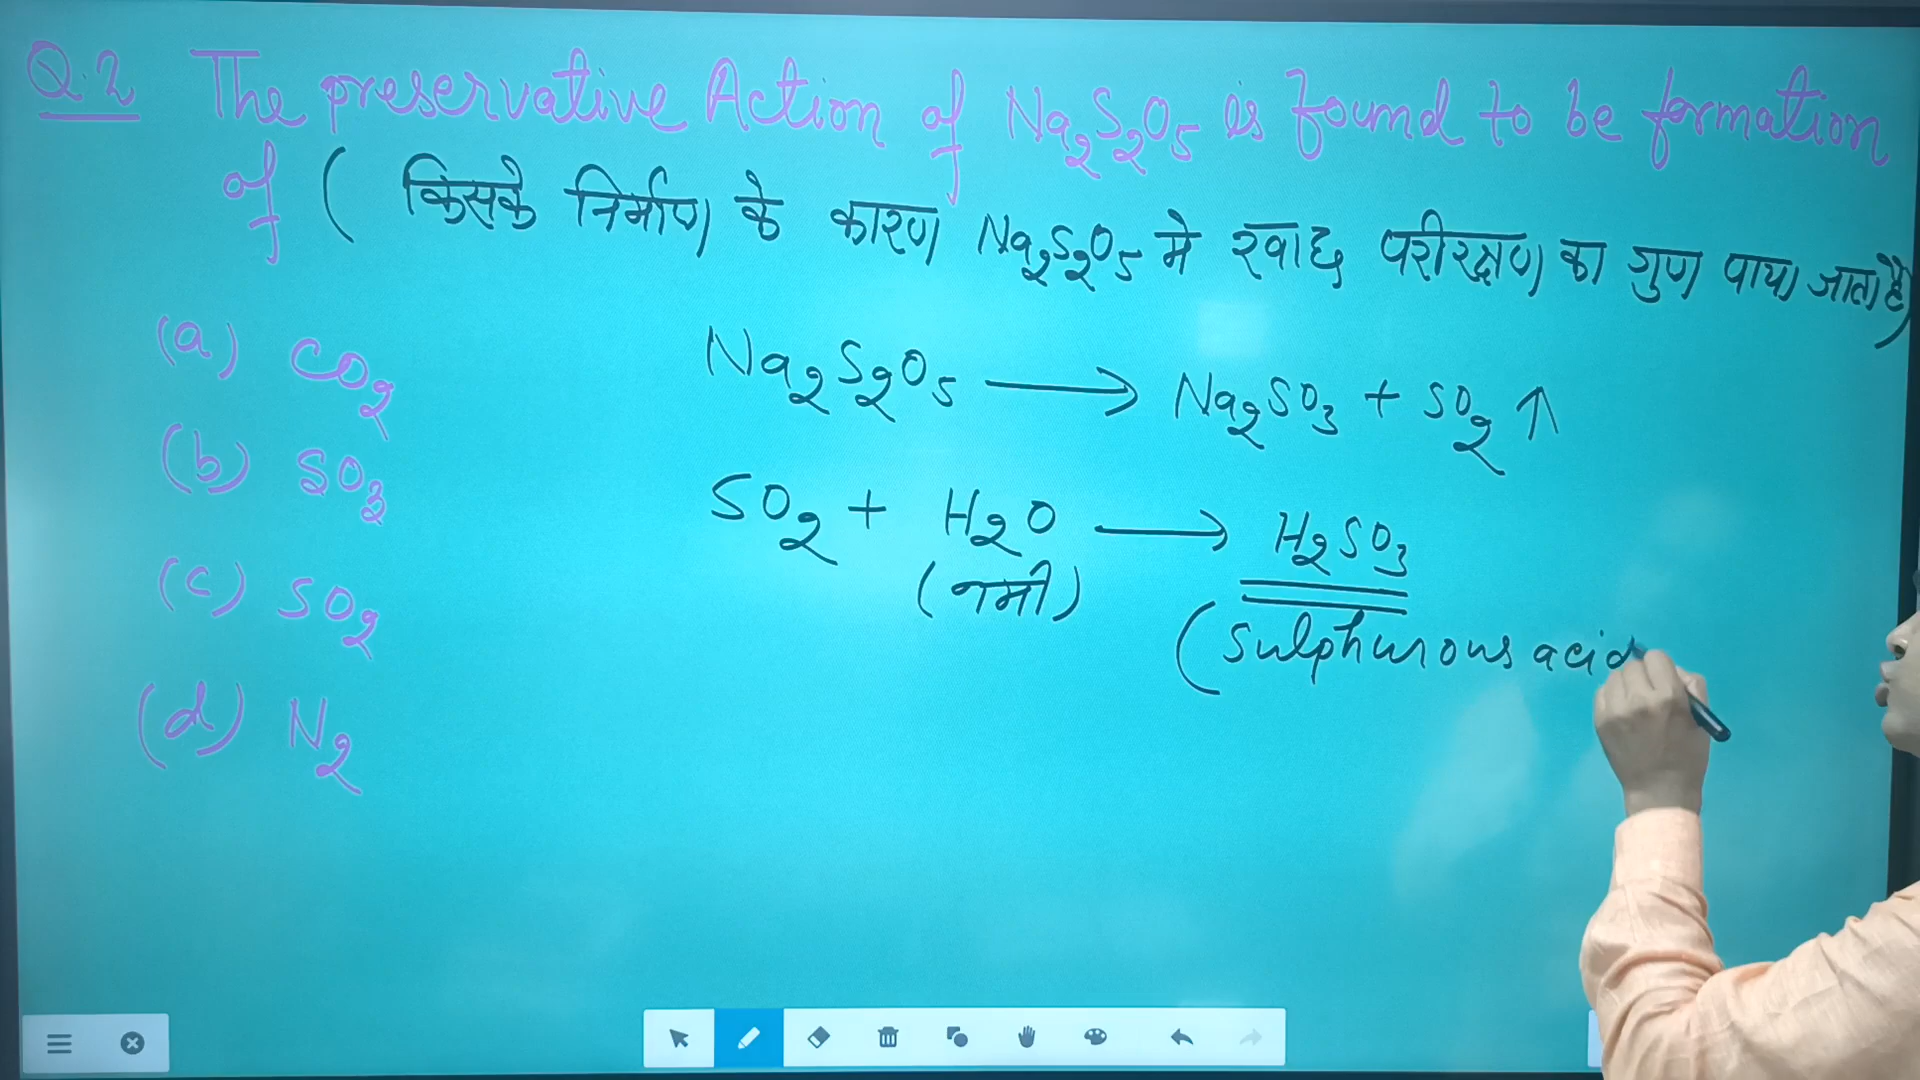 Q.2 The preservative Action of Na₂S₂O₅ is found to be formation
of ( किसके निर्माण के कारण Na₂S₂O₅ मे खाद्य परीरक्षण का गुण पाया जाता है)
(a) CO₂
(b) SO₃
(c) SO₂
(d) N₂
Na₂S₂O₅ ⟶ Na₂SO₃ + SO₂ ↑
SO₂ + H₂O ⟶ H₂SO₃
(नमी)
(Sulphurous acid